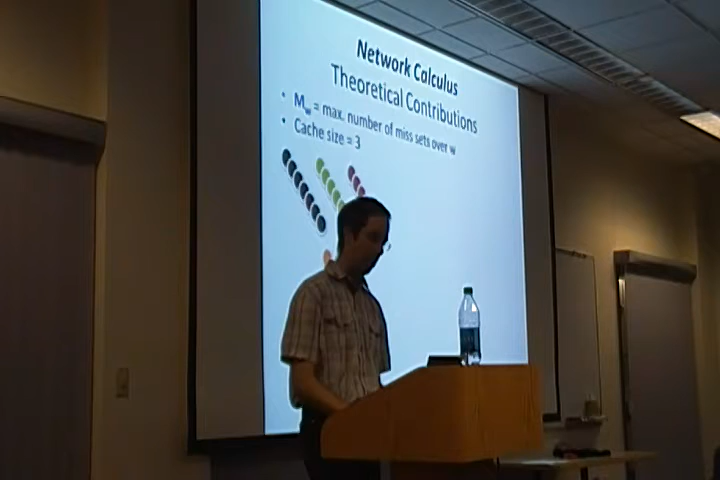 Network Calculus
Theoretical Contributions
• Mw = max. number of miss sets over w
• Cache size = 3